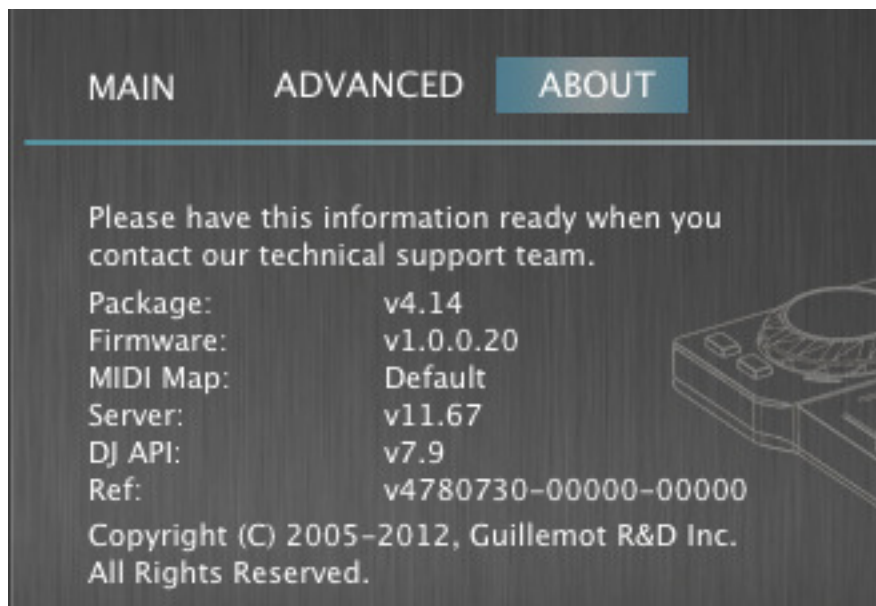 MAIN ADVANCED ABOUT
Please have this information ready when you
contact our technical support team.
Package: v4.14
Firmware: v1.0.0.20
MIDI Map: Default
Server: v11.67
DJ API: v7.9
Ref: v4780730-00000-00000
Copyright (C) 2005-2012, Guillemot R&D Inc.
All Rights Reserved.